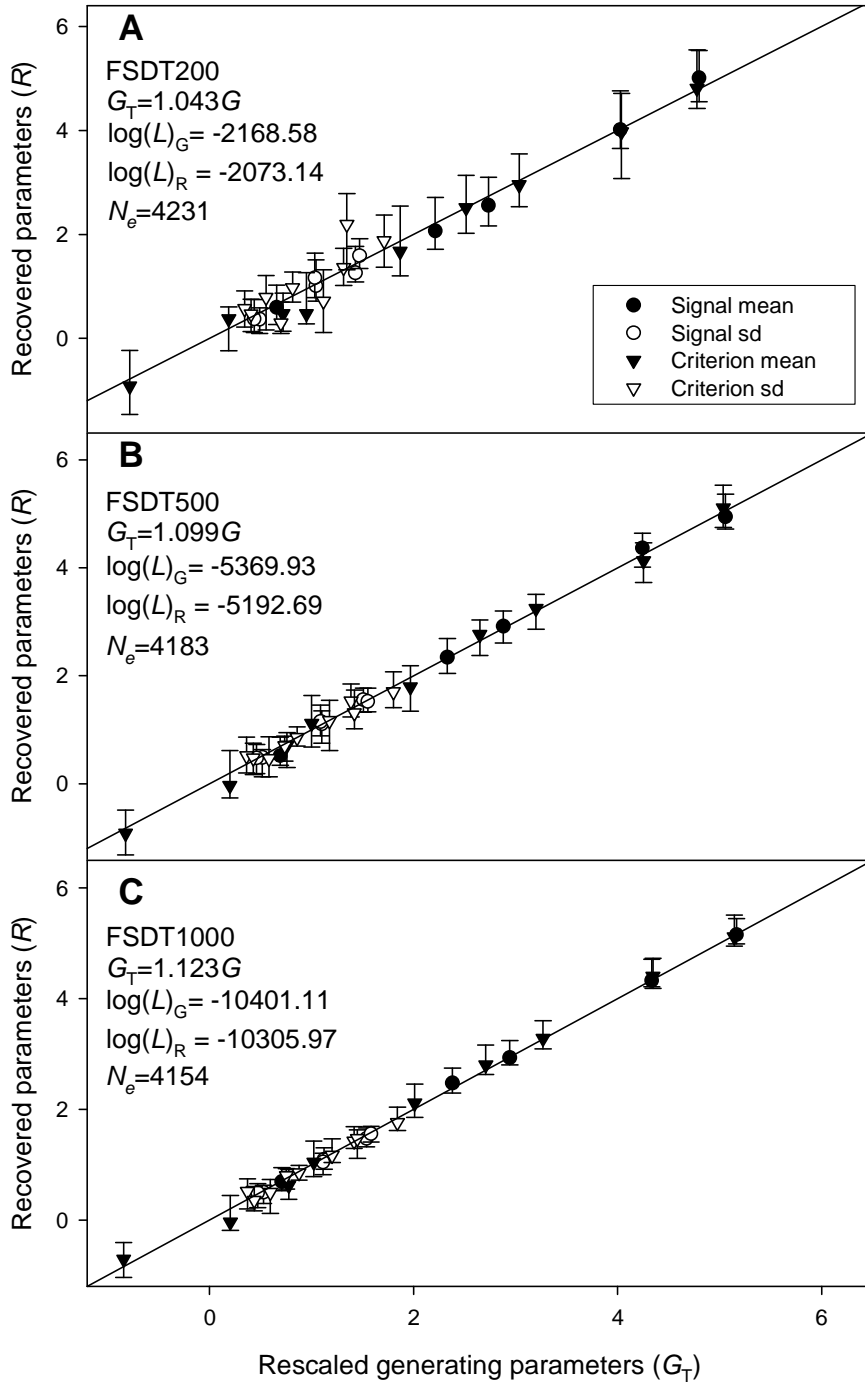 A
FSDT200
G_T=1.043G
log(L)_G= -2168.58
log(L)_R = -2073.14
N_e=4231
Signal mean
Signal sd
Criterion mean
Criterion sd
Recovered parameters (R)
6
4
2
0
B
FSDT500
G_T=1.099G
log(L)_G= -5369.93
log(L)_R = -5192.69
N_e=4183
Recovered parameters (R)
6
4
2
0
C
FSDT1000
G_T=1.123G
log(L)_G= -10401.11
log(L)_R = -10305.97
N_e=4154
Recovered parameters (R)
6
4
2
0
0 2 4 6
Rescaled generating parameters (G_T)